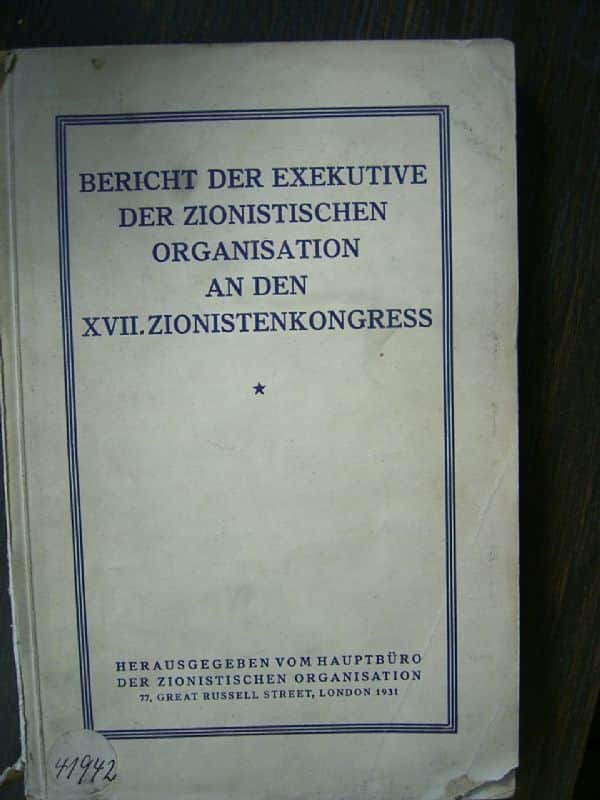 BERICHT DER EXEKUTIVE
DER ZIONISTISCHEN
ORGANISATION
AN DEN
XVII. ZIONISTENKONGRESS
HERAUSGEGEBEN VOM HAUPTBÜRO
DER ZIONISTISCHEN ORGANISATION
77, GREAT RUSSELL STREET, LONDON 1931
41942